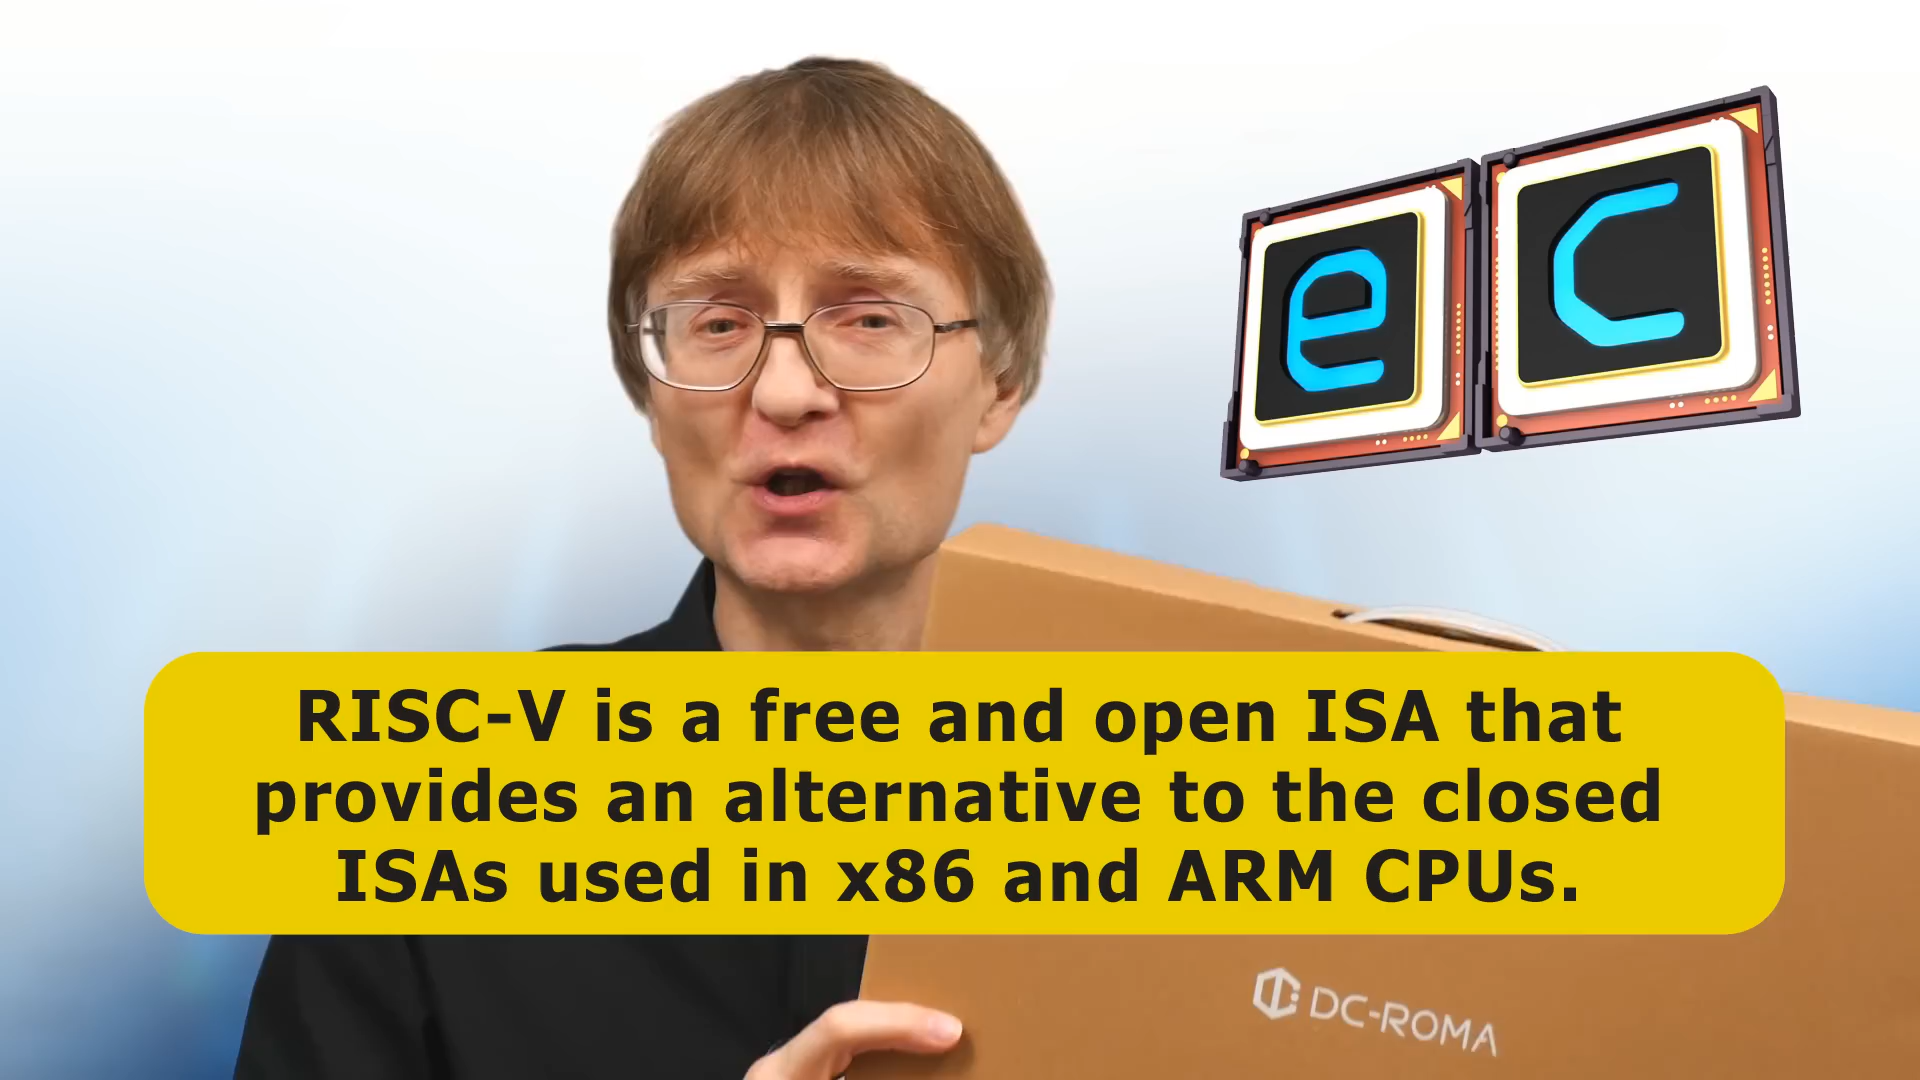 ec
RISC-V is a free and open ISA that
provides an alternative to the closed
ISAs used in x86 and ARM CPUs.
DC-ROMA